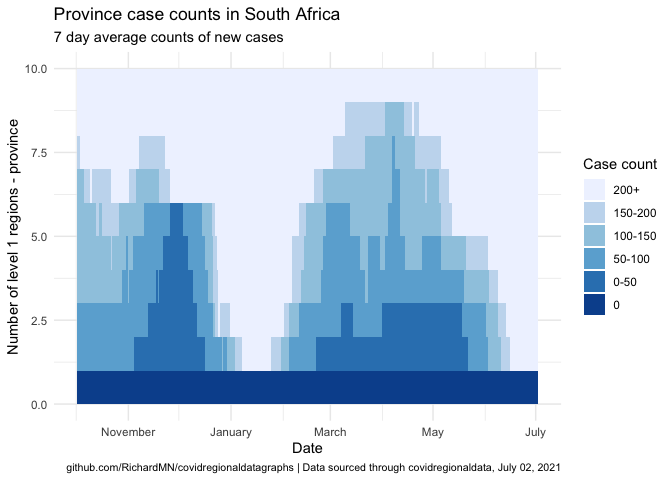 Province case counts in South Africa
7 day average counts of new cases
Number of level 1 regions - province
10.0
7.5
5.0
2.5
0.0
November
January
March
May
July
Date
Case count
200+
150-200
100-150
50-100
0-50
0
github.com/RichardMN/covidregionaldatagraphs | Data sourced through covidregionaldata, July 02, 2021